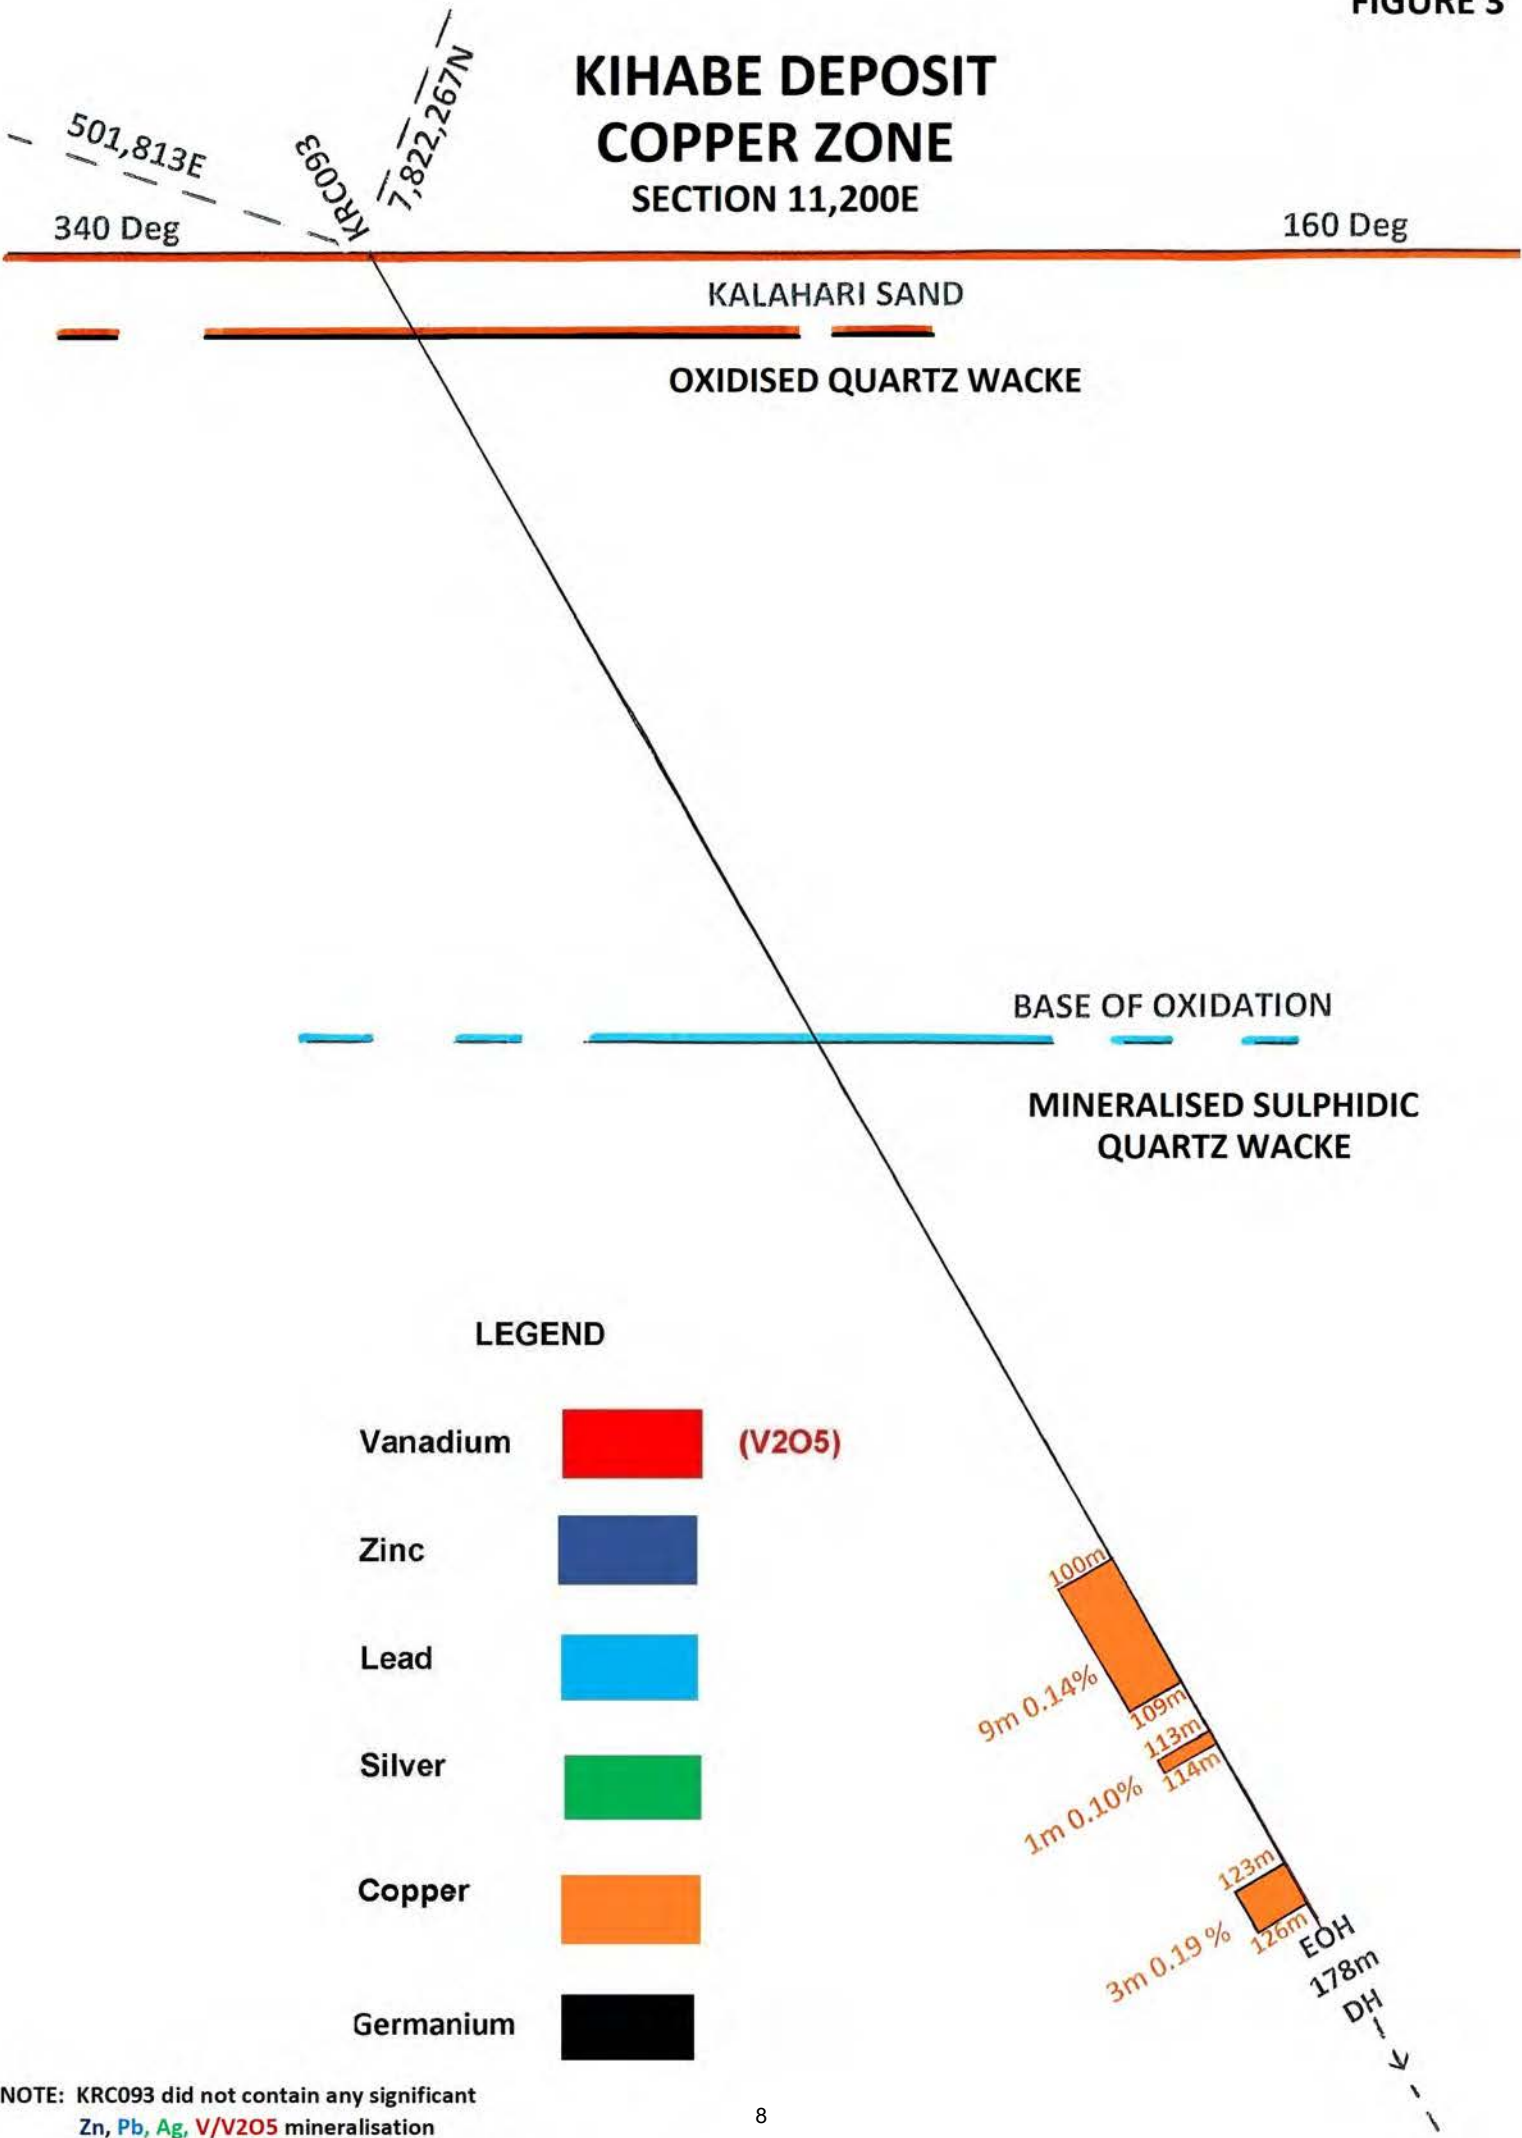 FIGURE 3
KIHABE DEPOSIT
COPPER ZONE
SECTION 11,200E
501,813E
KRC093
7,822,267N
340 Deg
160 Deg
KALAHARI SAND
OXIDISED QUARTZ WACKE
BASE OF OXIDATION
MINERALISED SULPHIDIC
QUARTZ WACKE
LEGEND
Vanadium (V2O5)
Zinc
Lead
Silver
Copper
Germanium
100m
9m 0.14%
109m
113m
1m 0.10%
114m
123m
3m 0.19 %
126m
EOH
178m
DH
NOTE: KRC093 did not contain any significant
Zn, Pb, Ag, V/V2O5 mineralisation
8